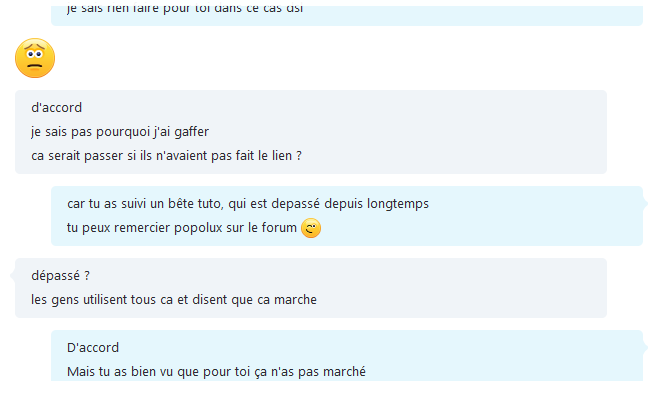 je sais rien faire pour toi dans ce cas dsl
d'accord
je sais pas pourquoi j'ai gaffer
ca serait passer si ils n'avaient pas fait le lien ?
car tu as suivi un bête tuto, qui est depassé depuis longtemps
tu peux remercier popolux sur le forum
dépassé ?
les gens utilisent tous ca et disent que ca marche
D'accord
Mais tu as bien vu que pour toi ça n'as pas marché